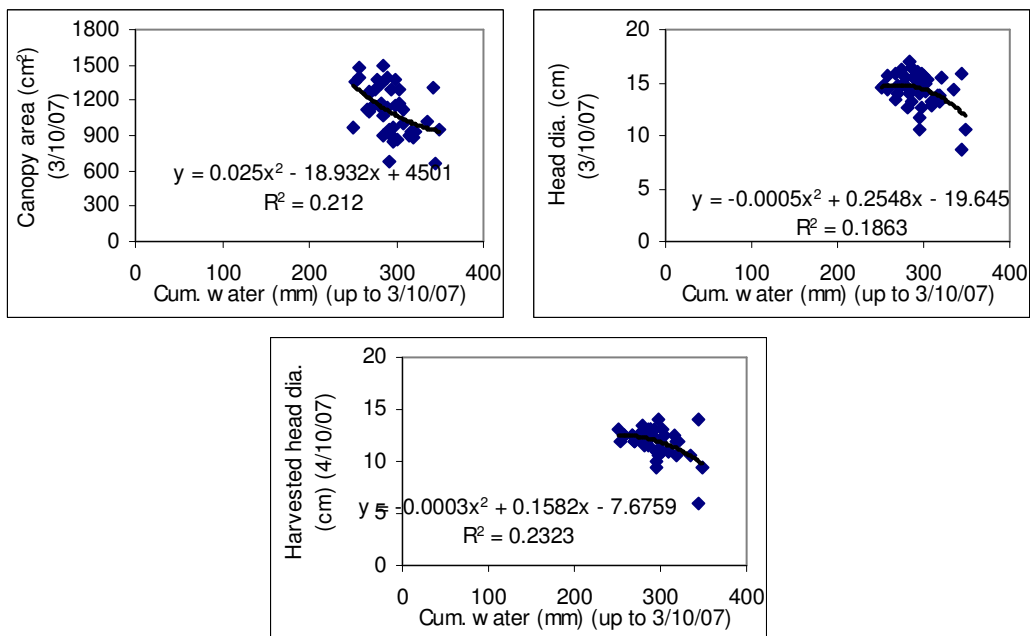 Canopy area (cm²)
(3/10/07)
1800
1500
1200
900
600
300
0
y = 0.025x² - 18.932x + 4501
R² = 0.212
0 100 200 300 400
Cum. water (mm) (up to 3/10/07)
Head dia. (cm)
(3/10/07)
20
15
10
5
0
y = -0.0005x² + 0.2548x - 19.645
R² = 0.1863
0 100 200 300 400
Cum. water (mm) (up to 3/10/07)
Harvested head dia.
(cm) (4/10/07)
20
15
10
5
0
y = -0.0003x² + 0.1582x - 7.6759
R² = 0.2323
0 100 200 300 400
Cum. water (mm) (up to 3/10/07)